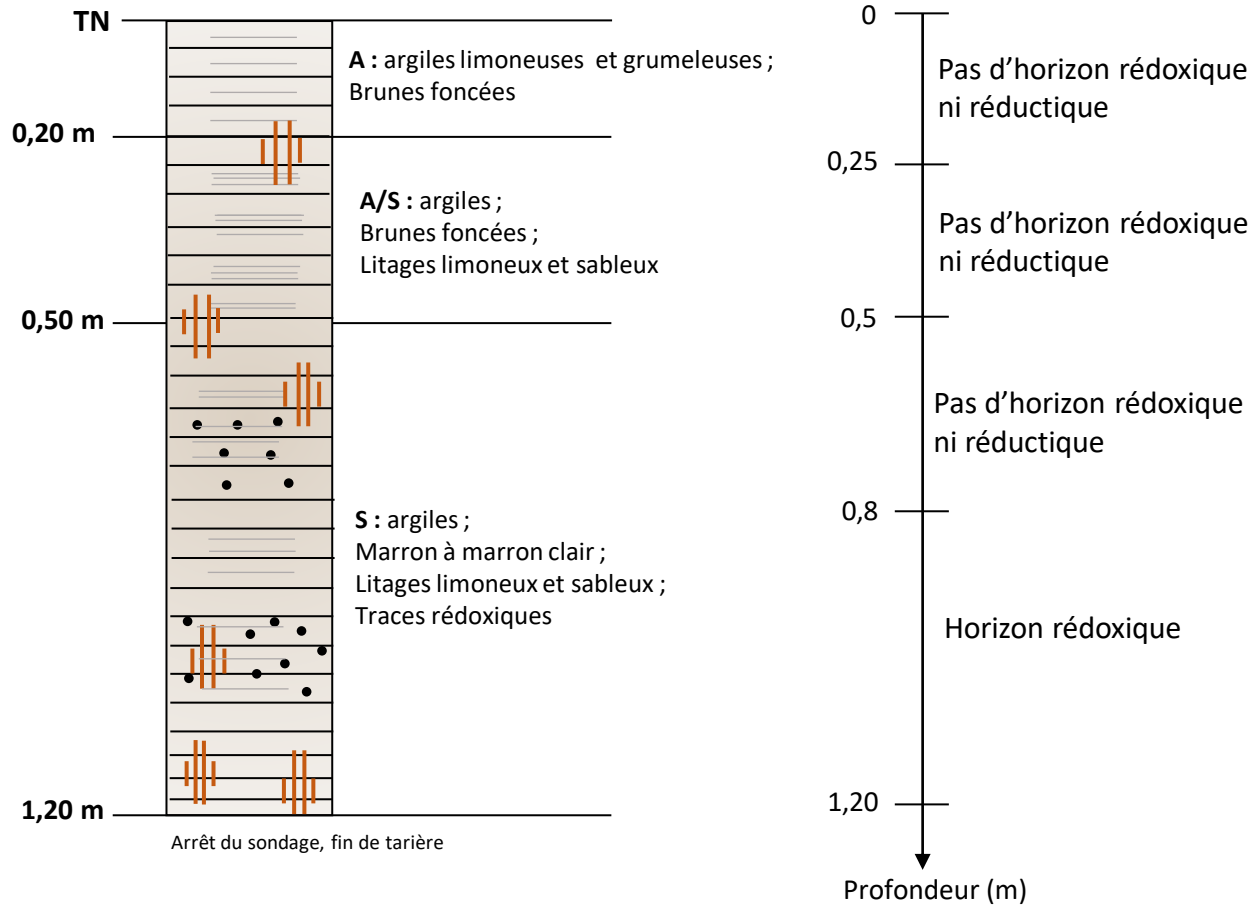 TN
A : argiles limoneuses et grumeleuses ;
Brunes foncées
0,20 m
A/S : argiles ;
Brunes foncées ;
Litages limoneux et sableux
0,50 m
S : argiles ;
Marron à marron clair ;
Litages limoneux et sableux ;
Traces rédoxiques
1,20 m
Arrêt du sondage, fin de tarière
0
Pas d'horizon rédoxique
ni réductique
0,25
Pas d'horizon rédoxique
ni réductique
0,5
Pas d'horizon rédoxique
ni réductique
0,8
Horizon rédoxique
1,20
Profondeur (m)